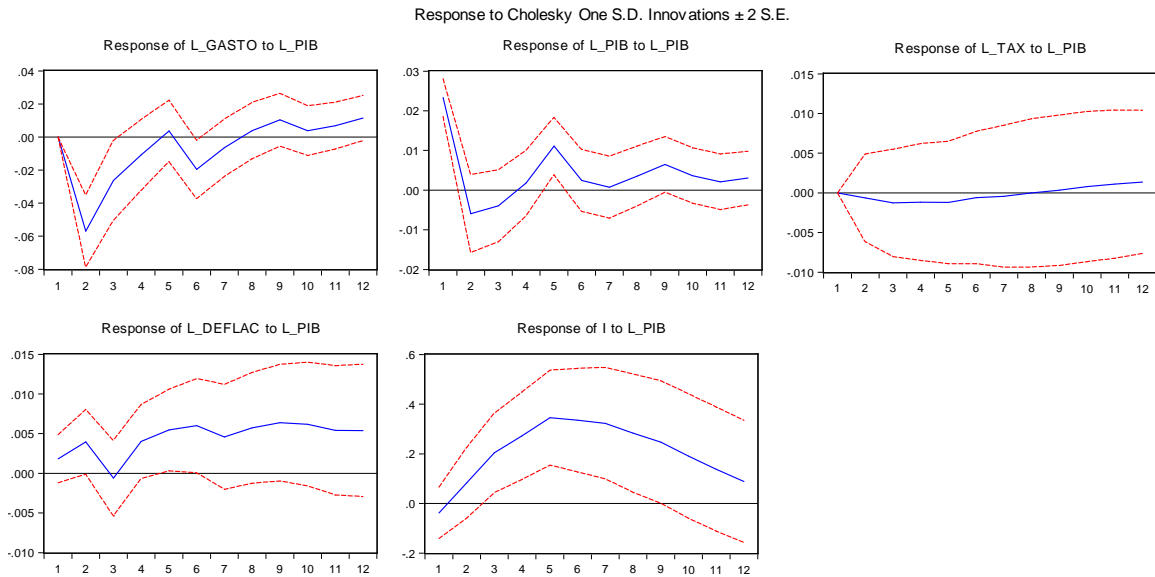 Response to Cholesky One S.D. Innovations ± 2 S.E.
Response of L_GASTO to L_PIB
.04
.02
.00
-.02
-.04
-.06
-.08
1 2 3 4 5 6 7 8 9 10 11 12
Response of L_PIB to L_PIB
.03
.02
.01
.00
-.01
-.02
1 2 3 4 5 6 7 8 9 10 11 12
Response of L_TAX to L_PIB
.015
.010
.005
.000
-.005
-.010
1 2 3 4 5 6 7 8 9 10 11 12
Response of L_DEFLAC to L_PIB
.015
.010
.005
.000
-.005
-.010
1 2 3 4 5 6 7 8 9 10 11 12
Response of I to L_PIB
.6
.4
.2
.0
-.2
1 2 3 4 5 6 7 8 9 10 11 12